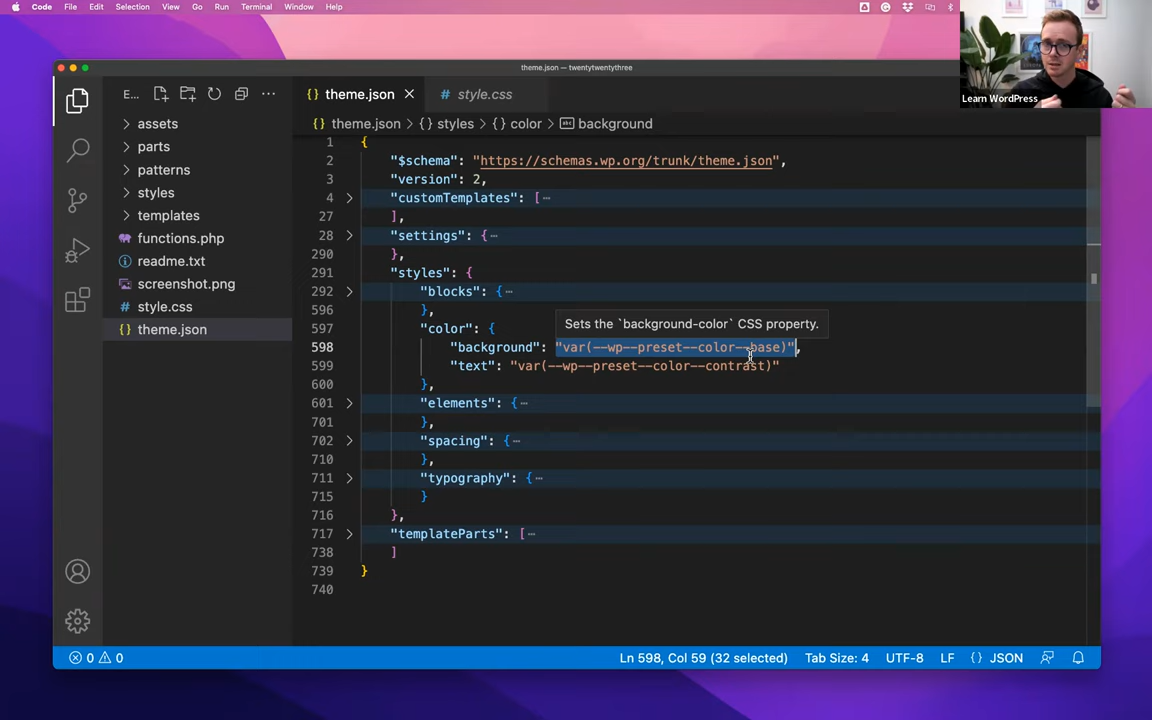 Code File Edit Selection View Go Run Terminal Window Help
Learn WordPress
theme.json — twentytwentythree
E...
theme.json
# style.css
{} theme.json > {} styles > {} color > background
assets
parts
patterns
styles
templates
functions.php
readme.txt
screenshot.png
# style.css
{} theme.json
1 {
2 "$schema": "https://schemas.wp.org/trunk/theme.json",
3 "version": 2,
4 "customTemplates": [⋯
27 ],
28 "settings": {⋯
290 },
291 "styles": {
292 "blocks": {⋯
596 },
597 "color": {
Sets the `background-color` CSS property.
598 "background": "var(--wp--preset--color--base)",
599 "text": "var(--wp--preset--color--contrast)"
600 },
601 "elements": {⋯
701 },
702 "spacing": {⋯
710 },
711 "typography": {⋯
715 }
716 },
717 "templateParts": [⋯
738 ]
739 }
740
0 0
Ln 598, Col 59 (32 selected) Tab Size: 4 UTF-8 LF {} JSON